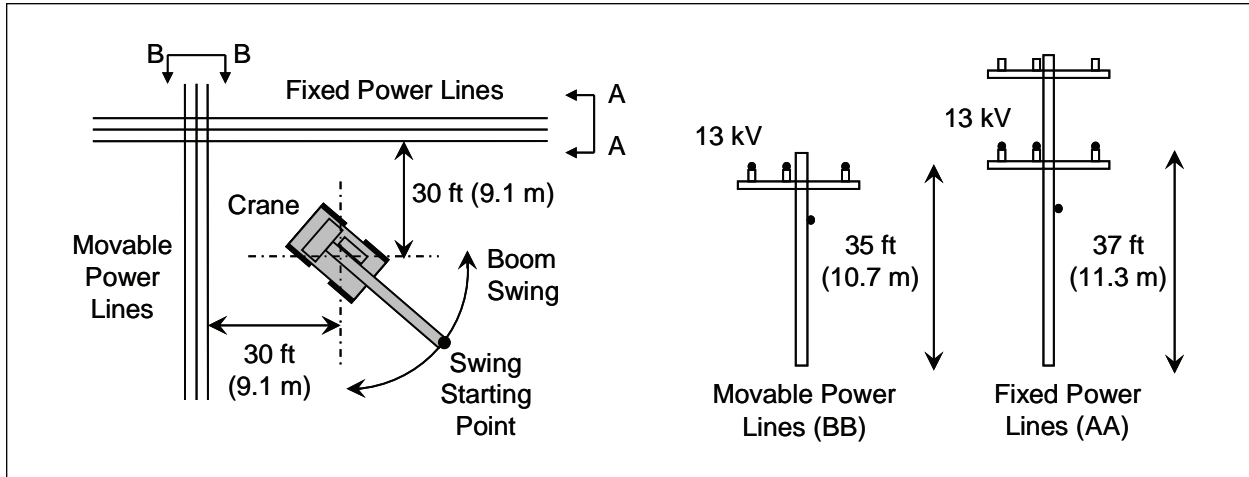 B
B
Fixed Power Lines
A
A
30 ft (9.1 m)
Crane
Movable
Power
Lines
Boom
Swing
30 ft
(9.1 m)
Swing
Starting
Point
13 kV
35 ft
(10.7 m)
Movable Power
Lines (BB)
13 kV
37 ft
(11.3 m)
Fixed Power
Lines (AA)